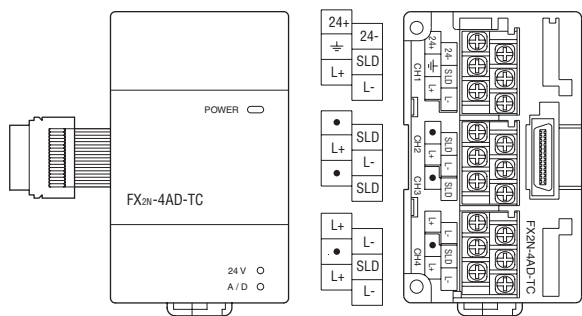 POWER
FX2N-4AD-TC
24 V
A / D
24+
24-
SLD
L+
L-
SLD
L+
L-
SLD
L+
L-
SLD
L+
L-
24+
24-
SLD
L+
L-
CH1
SLD
L+
L-
CH2
SLD
CH3
L+
L-
SLD
L+
L-
CH4
FX2N-4AD-TC